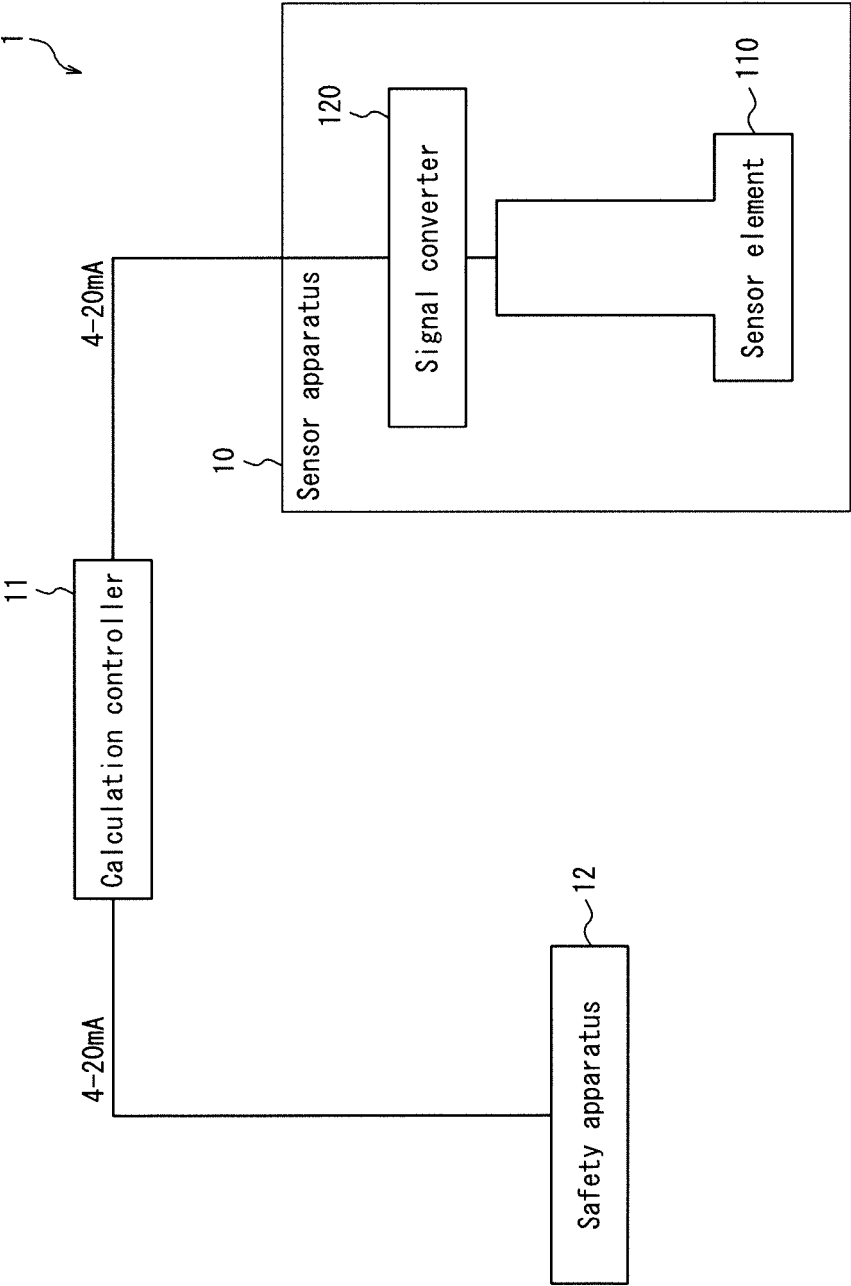 1
11
4-20mA
4-20mA
Calculation controller
10
Sensor apparatus
120
Signal converter
12
Safety apparatus
110
Sensor element